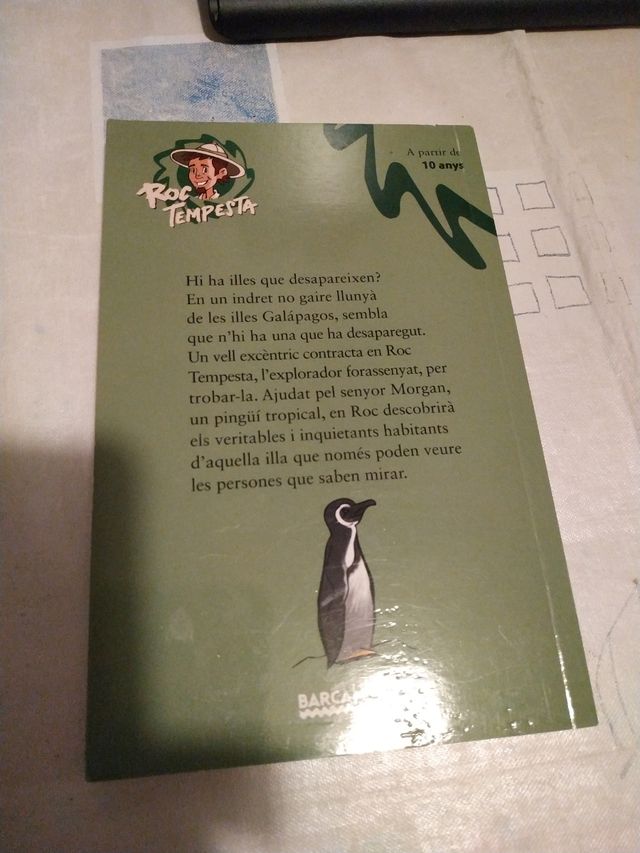 ROC
TEMPESTA
A partir de
10 anys
Hi ha illes que desapareixen?
En un indret no gaire llunyà
de les illes Galápagos, sembla
que n'hi ha una que ha desaparegut.
Un vell excèntric contracta en Roc
Tempesta, l'explorador forassenyat, per
trobar-la. Ajudat pel senyor Morgan,
un pingüí tropical, en Roc descobrirà
els veritables i inquietants habitants
d'aquella illa que només poden veure
les persones que saben mirar.